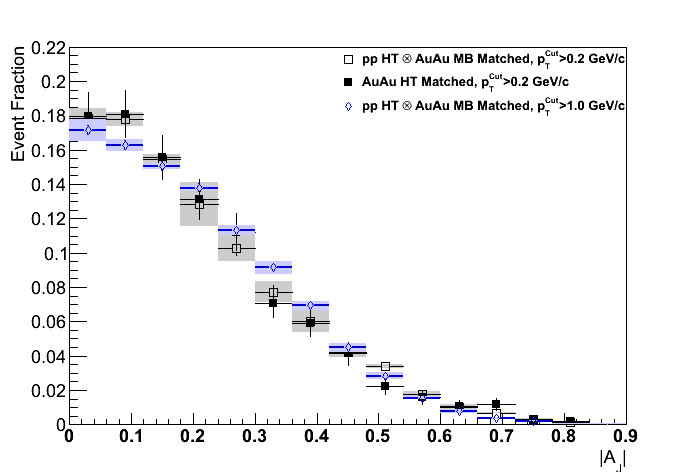 Event Fraction
0.22
0.2
0.18
0.16
0.14
0.12
0.1
0.08
0.06
0.04
0.02
0
pp HT ⊗ AuAu MB Matched, p_T^Cut>0.2 GeV/c
AuAu HT Matched, p_T^Cut>0.2 GeV/c
pp HT ⊗ AuAu MB Matched, p_T^Cut>1.0 GeV/c
0 0.1 0.2 0.3 0.4 0.5 0.6 0.7 0.8 0.9
|A_J|